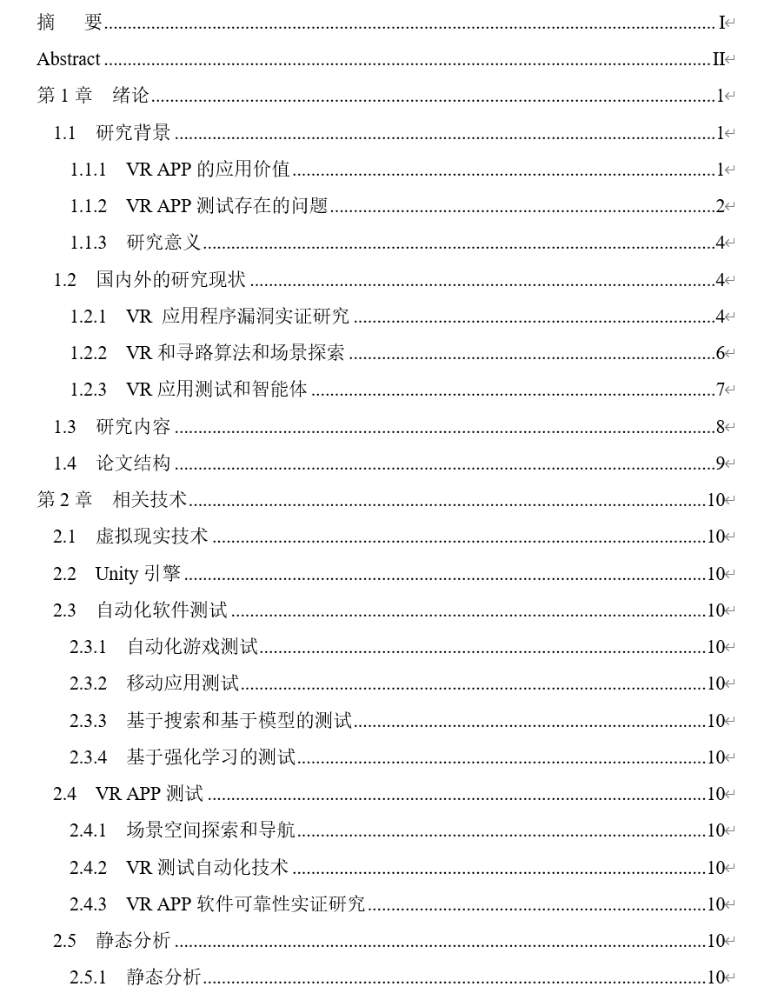 摘 要 I
Abstract II
第 1 章 绪论 1
1.1 研究背景 1
1.1.1 VR APP 的应用价值 1
1.1.2 VR APP 测试存在的问题 2
1.1.3 研究意义 4
1.2 国内外的研究现状 4
1.2.1 VR 应用程序漏洞实证研究 4
1.2.2 VR 和寻路算法和场景探索 6
1.2.3 VR 应用测试和智能体 7
1.3 研究内容 8
1.4 论文结构 9
第 2 章 相关技术 10
2.1 虚拟现实技术 10
2.2 Unity 引擎 10
2.3 自动化软件测试 10
2.3.1 自动化游戏测试 10
2.3.2 移动应用测试 10
2.3.3 基于搜索和基于模型的测试 10
2.3.4 基于强化学习的测试 10
2.4 VR APP 测试 10
2.4.1 场景空间探索和导航 10
2.4.2 VR 测试自动化技术 10
2.4.3 VR APP 软件可靠性实证研究 10
2.5 静态分析 10
2.5.1 静态分析 10